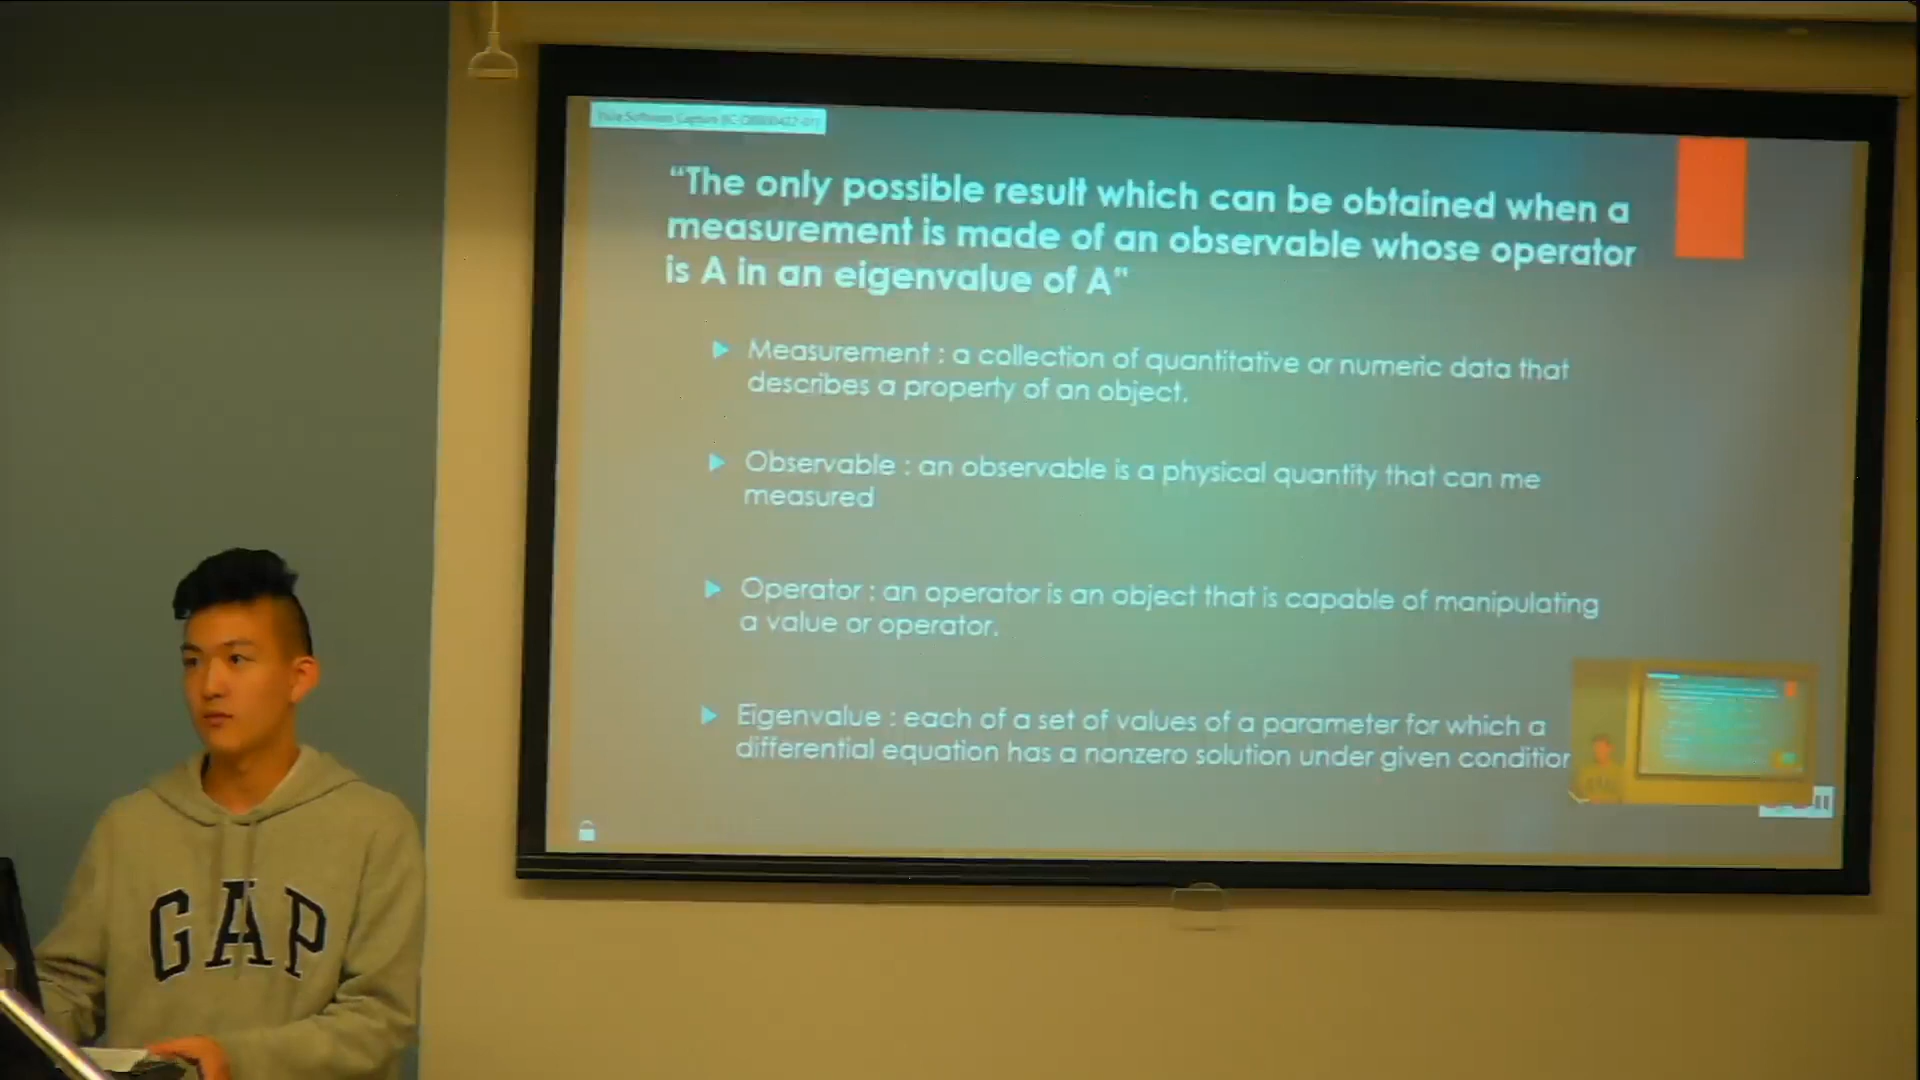 “The only possible result which can be obtained when a
measurement is made of an observable whose operator
is A in an eigenvalue of A"
Measurement : a collection of quantitative or numeric data that
describes a property of an object.
Observable : an observable is a physical quantity that can me
measured
Operator : an operator is an object that is capable of manipulating
a value or operator.
Eigenvalue : each of a set of values of a parameter for which a
differential equation has a nonzero solution under given condition
GAP